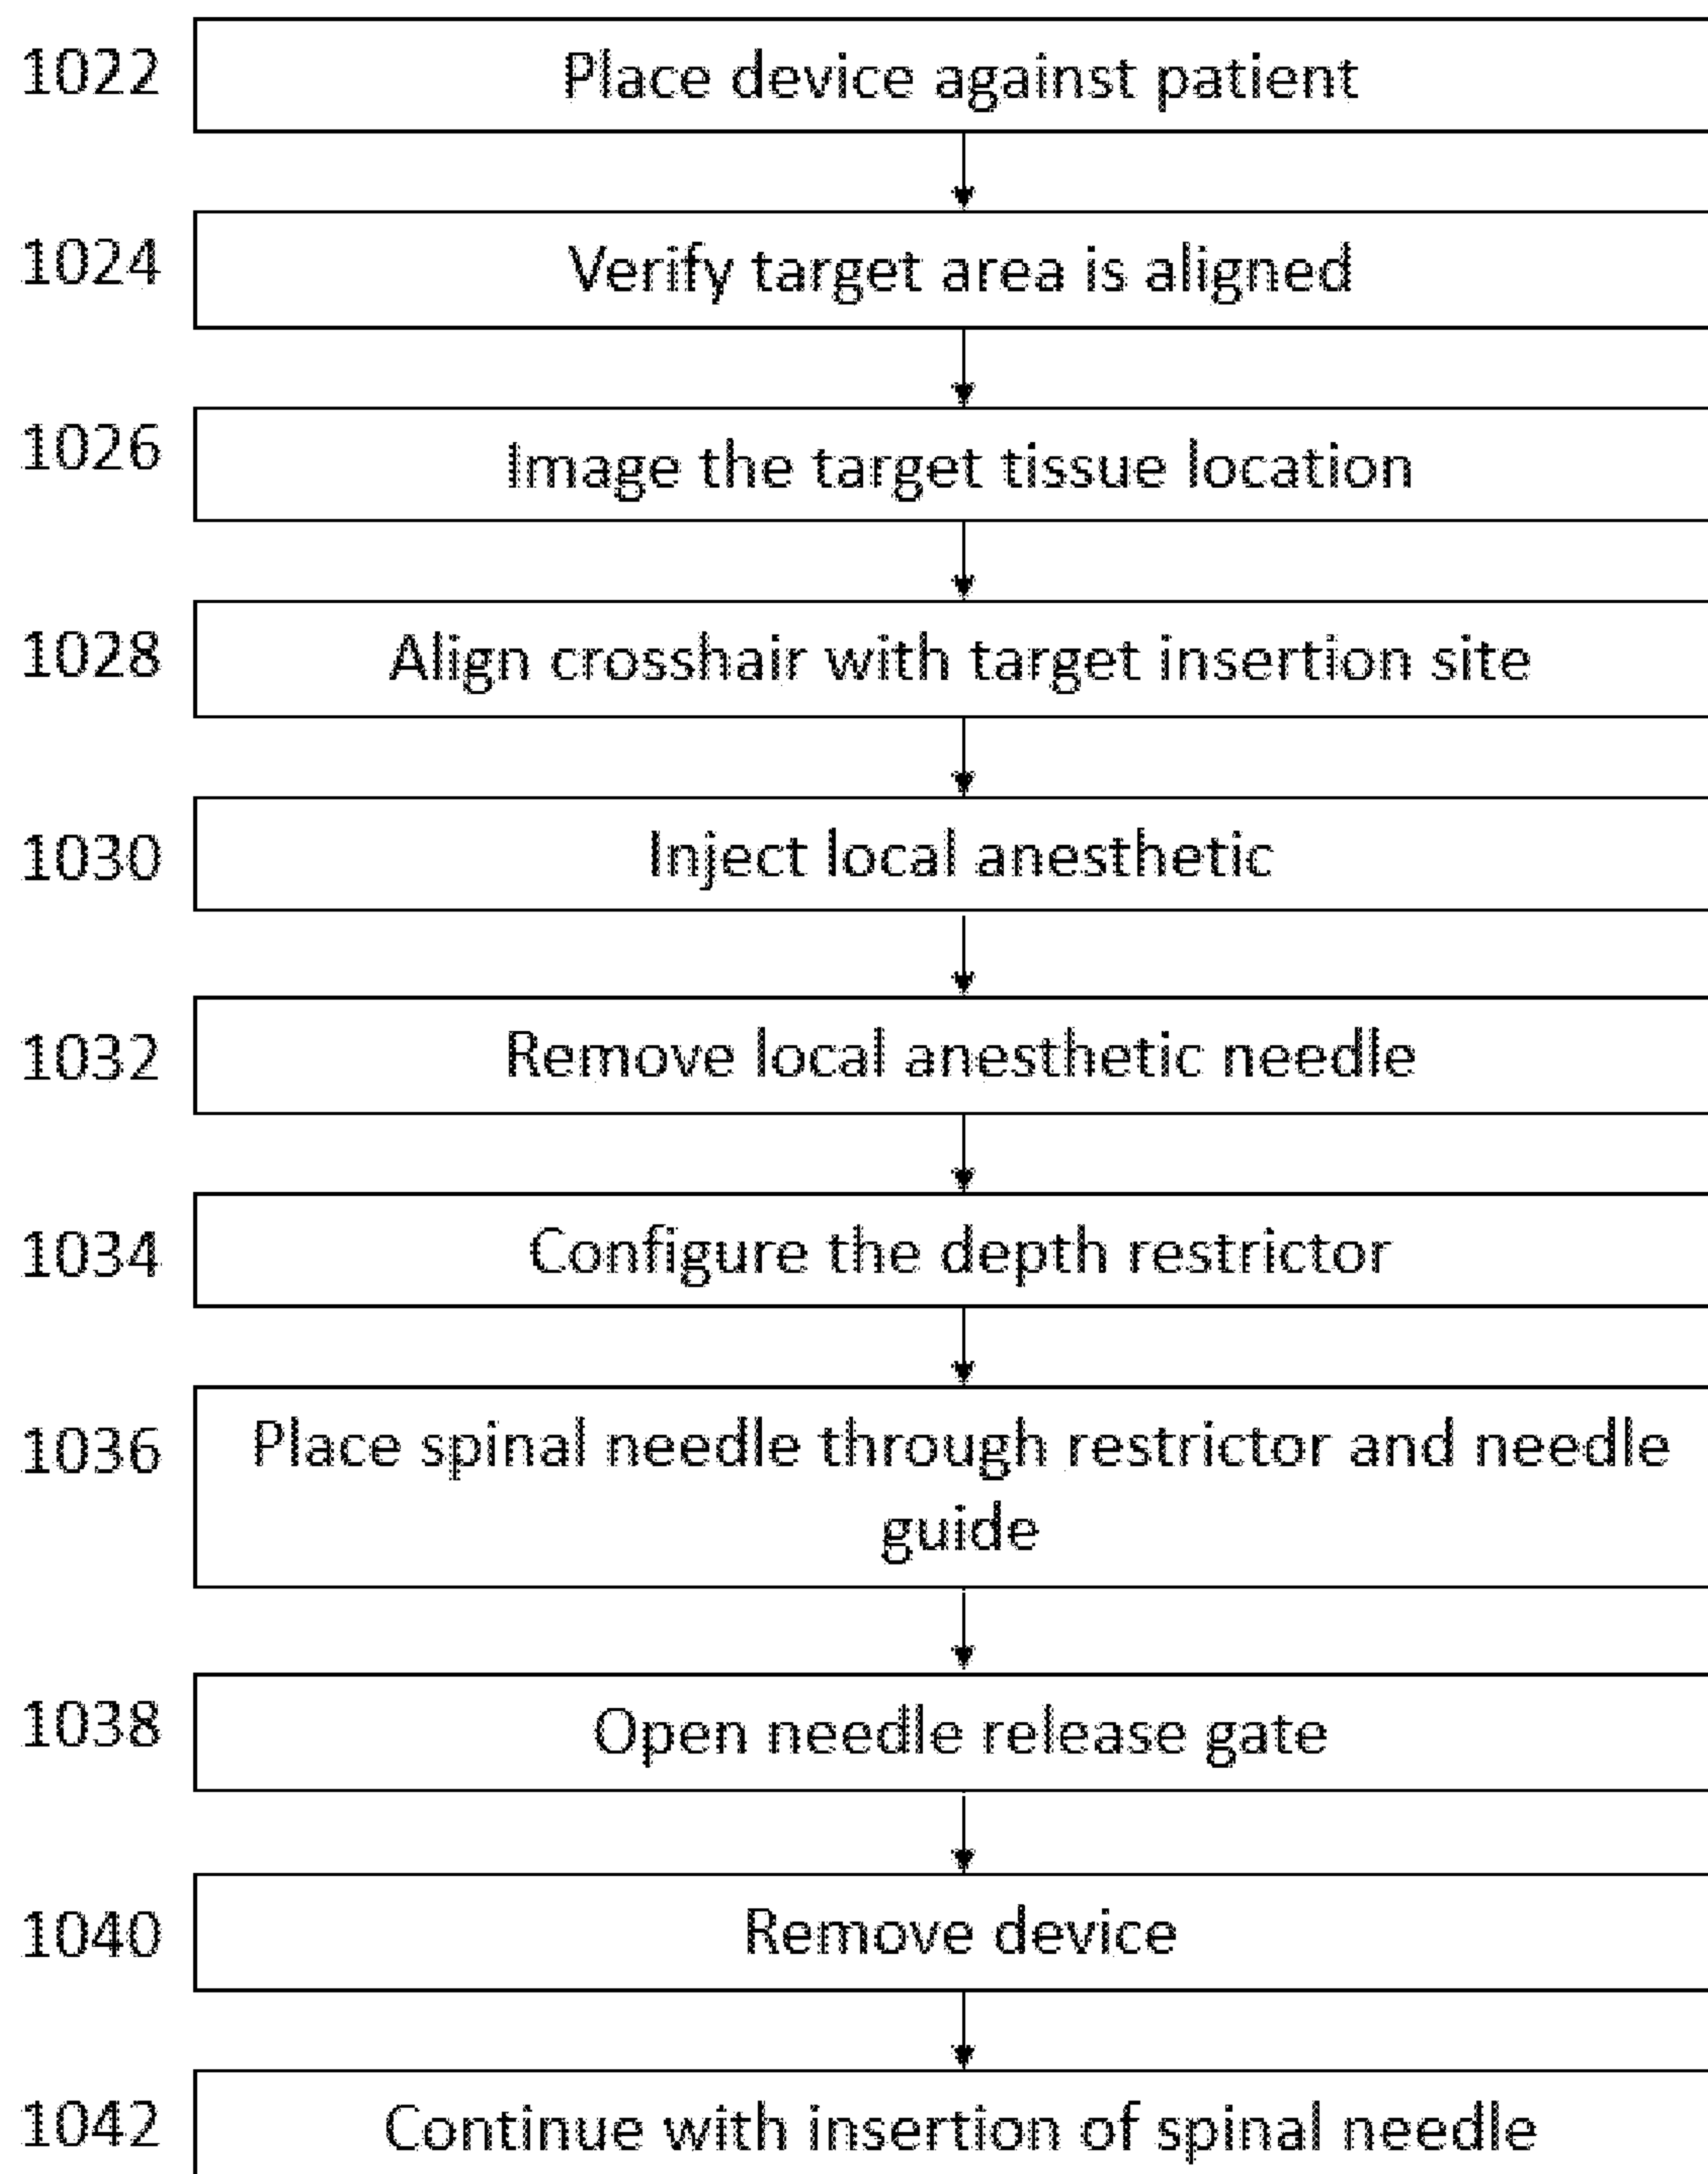 1022 Place device against patient
1024 Verify target area is aligned
1026 Image the target tissue location
1028 Align crosshair with target insertion site
1030 Inject local anesthetic
1032 Remove local anesthetic needle
1034 Configure the depth restrictor
1036 Place spinal needle through restrictor and needle
guide
1038 Open needle release gate
1040 Remove device
1042 Continue with insertion of spinal needle